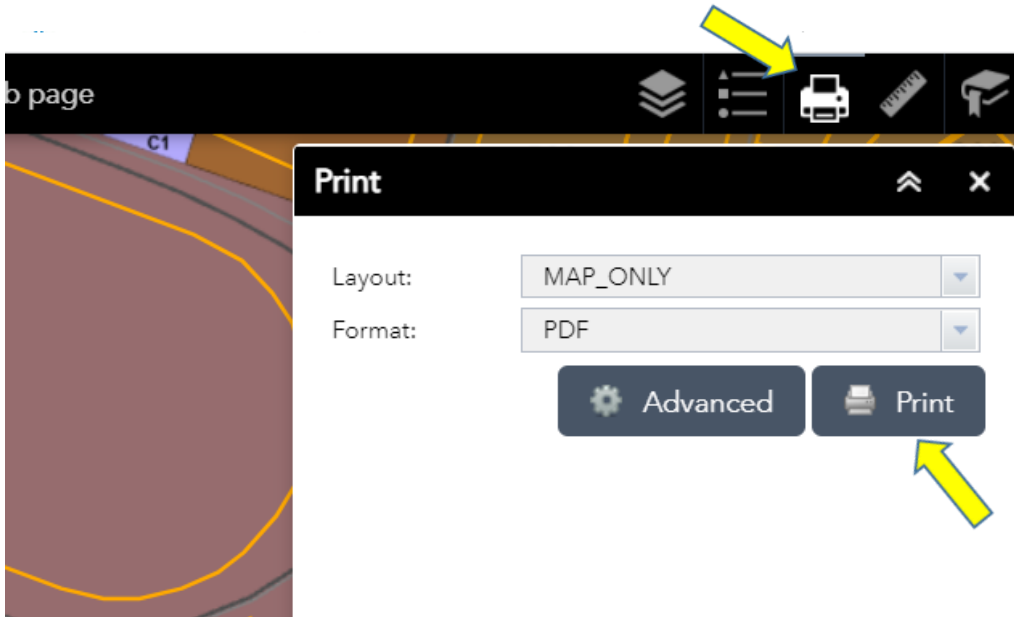 b page
C1
Print
Layout: MAP_ONLY
Format: PDF
Advanced Print